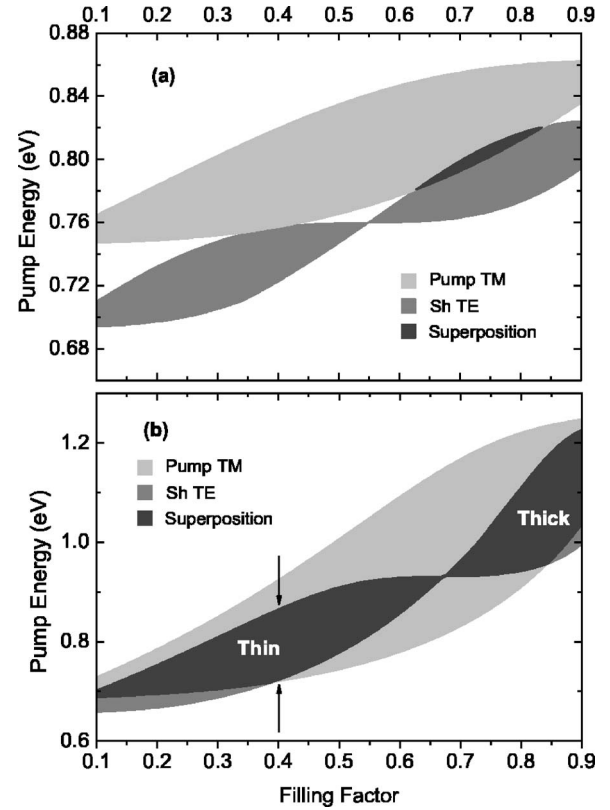 0.1 0.2 0.3 0.4 0.5 0.6 0.7 0.8 0.9
0.88
(a)
0.84
0.80
0.76
0.72
0.68
Pump Energy (eV)
Pump TM
Sh TE
Superposition
(b)
1.2
1.0
0.8
0.6
Pump Energy (eV)
Pump TM
Sh TE
Superposition
Thick
Thin
0.1 0.2 0.3 0.4 0.5 0.6 0.7 0.8 0.9
Filling Factor